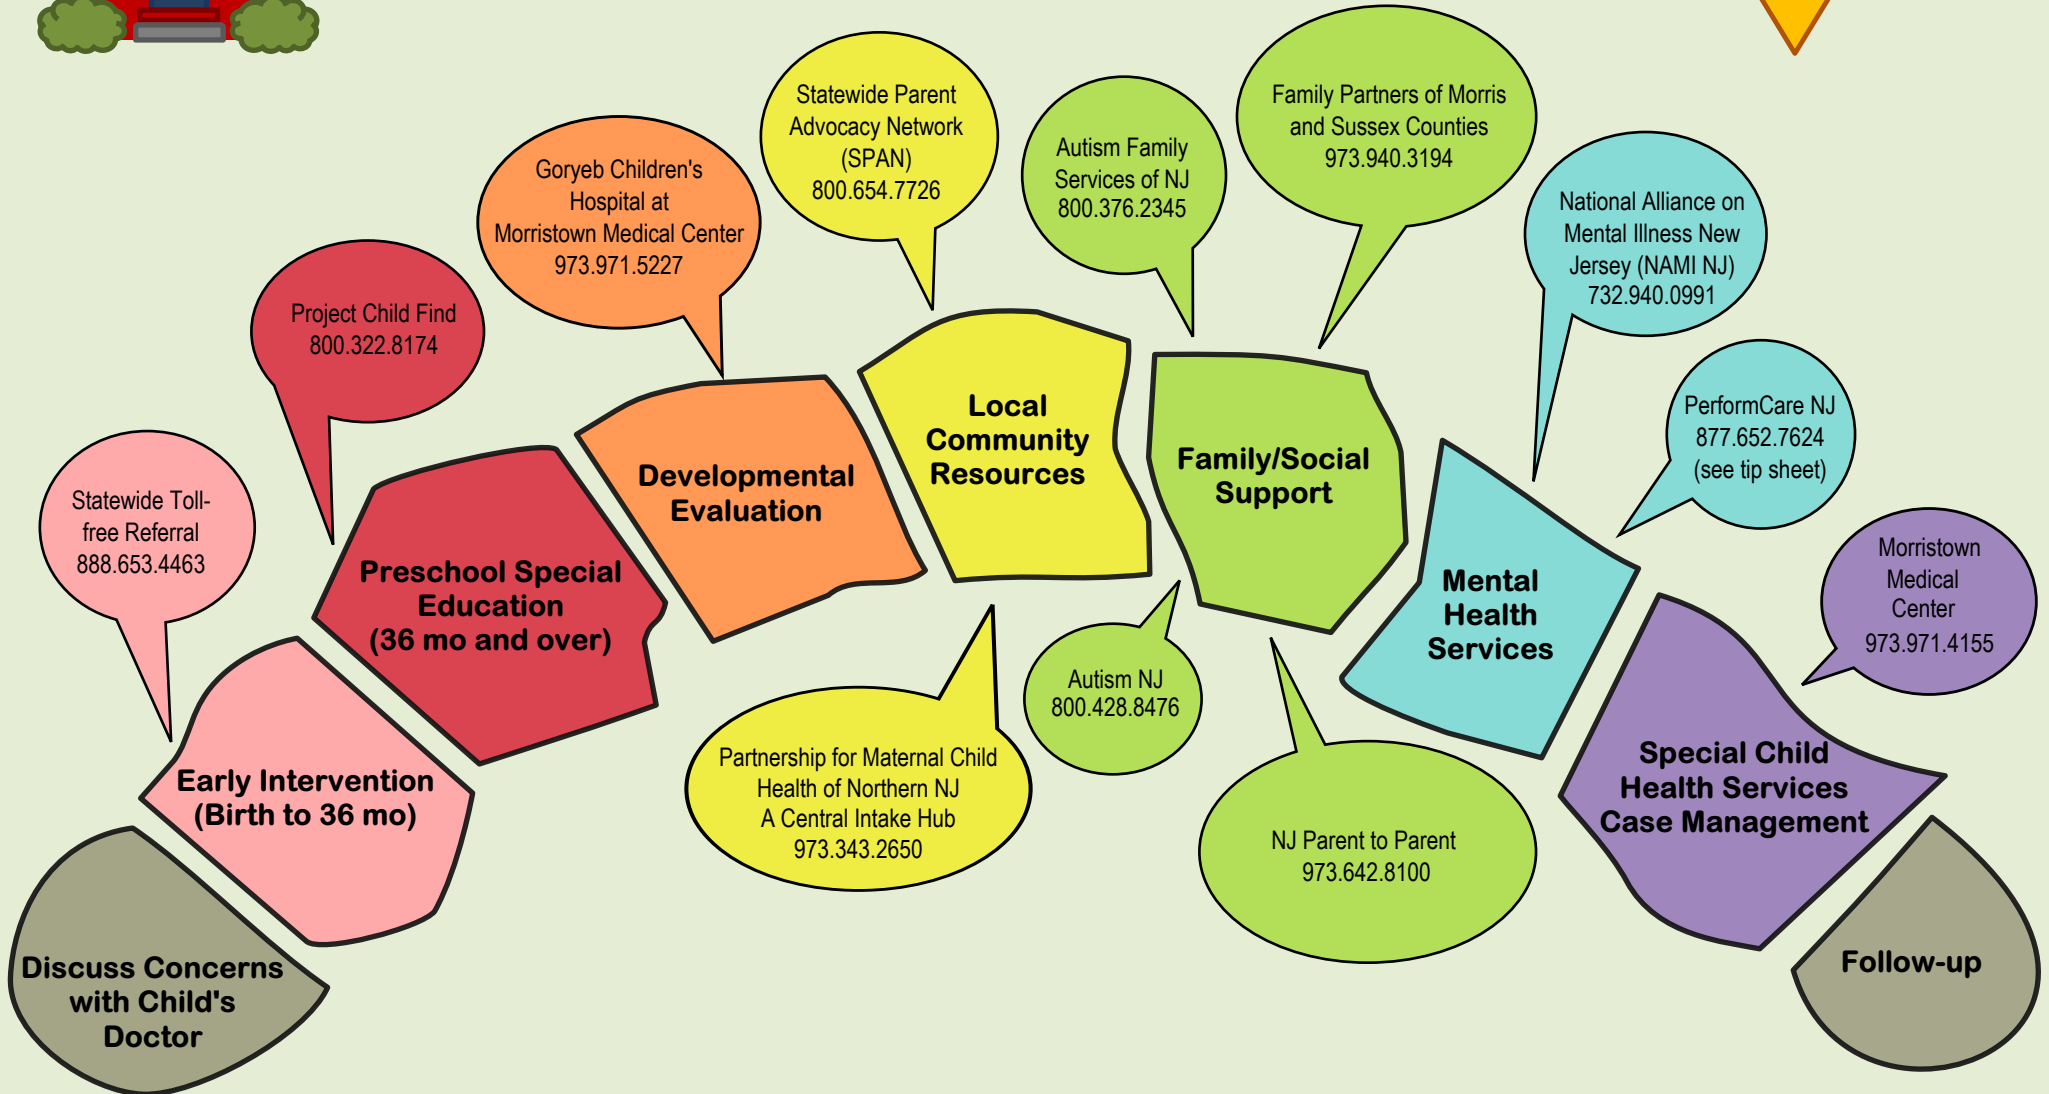 Statewide Parent
Advocacy Network
(SPAN)
800.654.7726
Family Partners of Morris
and Sussex Counties
973.940.3194
Autism Family
Services of NJ
800.376.2345
Goryeb Children's
Hospital at
Morristown Medical Center
973.971.5227
National Alliance on
Mental Illness New
Jersey (NAMI NJ)
732.940.0991
Project Child Find
800.322.8174
PerformCare NJ
877.652.7624
(see tip sheet)
Statewide Toll-
free Referral
888.653.4463
Morristown
Medical
Center
973.971.4155
Discuss Concerns
with Child's
Doctor
Early Intervention
(Birth to 36 mo)
Preschool Special
Education
(36 mo and over)
Developmental
Evaluation
Local
Community
Resources
Family/Social
Support
Mental
Health
Services
Special Child
Health Services
Case Management
Follow-up
Partnership for Maternal Child
Health of Northern NJ
A Central Intake Hub
973.343.2650
Autism NJ
800.428.8476
NJ Parent to Parent
973.642.8100